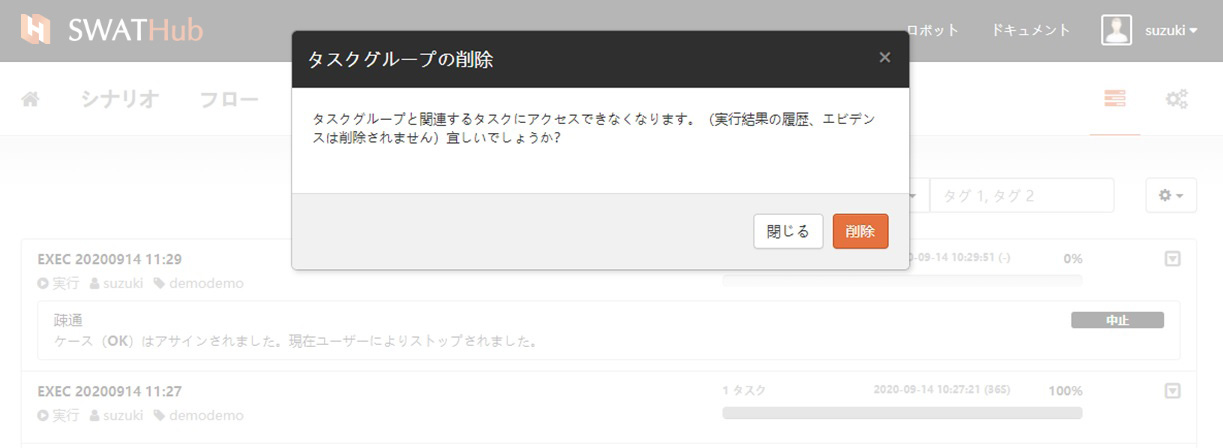 SWATHub
ロボット
ドキュメント
suzuki
タスクグループの削除
×
シナリオ
フロー
タスクグループと関連するタスクにアクセスできなくなります。（実行結果の履歴、エビデン
スは削除されません）宜しいでしょうか?
タグ 1, タグ 2
閉じる
削除
EXEC 20200914 11:29
0-09-14 10:29:51 (-)
0%
実行 suzuki demodemo
疎通
中止
ケース（OK）はアサインされました。現在ユーザーによりストップされました。
EXEC 20200914 11:27
1 タスク
2020-09-14 10:27:21 (365)
100%
実行 suzuki demodemo